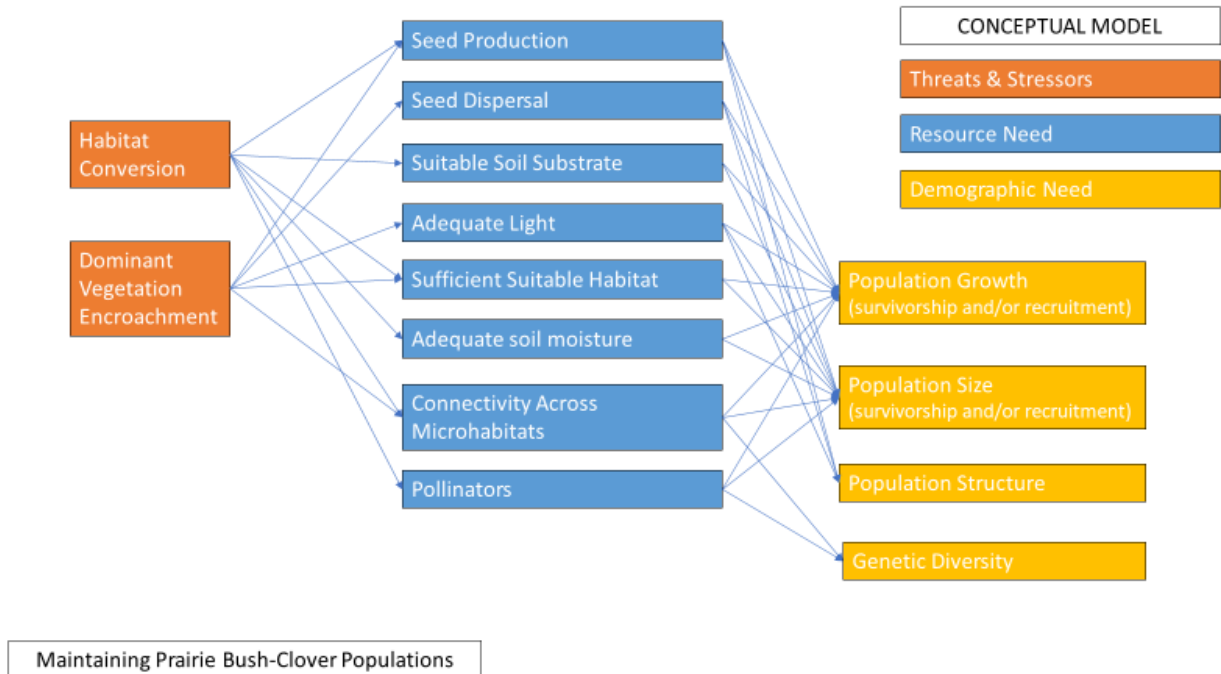 CONCEPTUAL MODEL
Threats & Stressors
Resource Need
Demographic Need
Habitat
Conversion
Dominant
Vegetation
Encroachment
Seed Production
Seed Dispersal
Suitable Soil Substrate
Adequate Light
Sufficient Suitable Habitat
Adequate soil moisture
Connectivity Across
Microhabitats
Pollinators
Population Growth
(survivorship and/or recruitment)
Population Size
(survivorship and/or recruitment)
Population Structure
Genetic Diversity
Maintaining Prairie Bush-Clover Populations